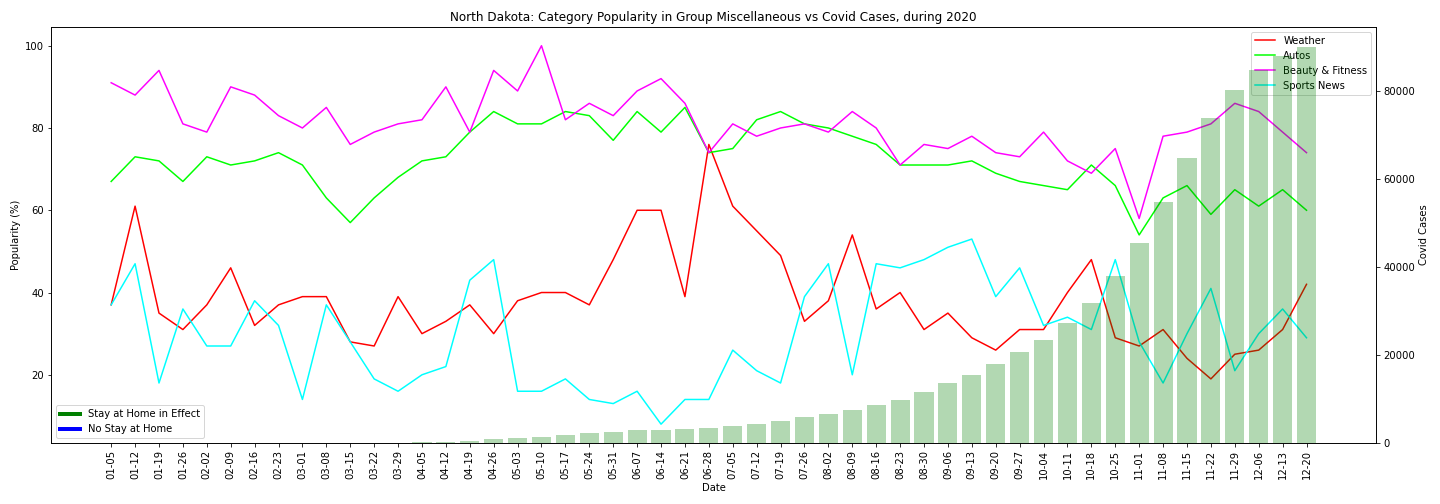 North Dakota: Category Popularity in Group Miscellaneous vs Covid Cases, during 2020
Popularity (%)
100
80
60
40
20
Weather
Autos
Beauty & Fitness
Sports News
80000
60000
40000
20000
0
Covid Cases
Stay at Home in Effect
No Stay at Home
01-05 01-12 01-19 01-26 02-02 02-09 02-16 02-23 03-01 03-08 03-15 03-22 03-29 04-05 04-12 04-19 04-26 05-03 05-10 05-17 05-24 05-31 06-07 06-14 06-21 06-28 07-05 07-12 07-19 07-26 08-02 08-09 08-16 08-23 08-30 09-06 09-13 09-20 09-27 10-04 10-11 10-18 10-25 11-01 11-08 11-15 11-22 11-29 12-06 12-13 12-20
Date